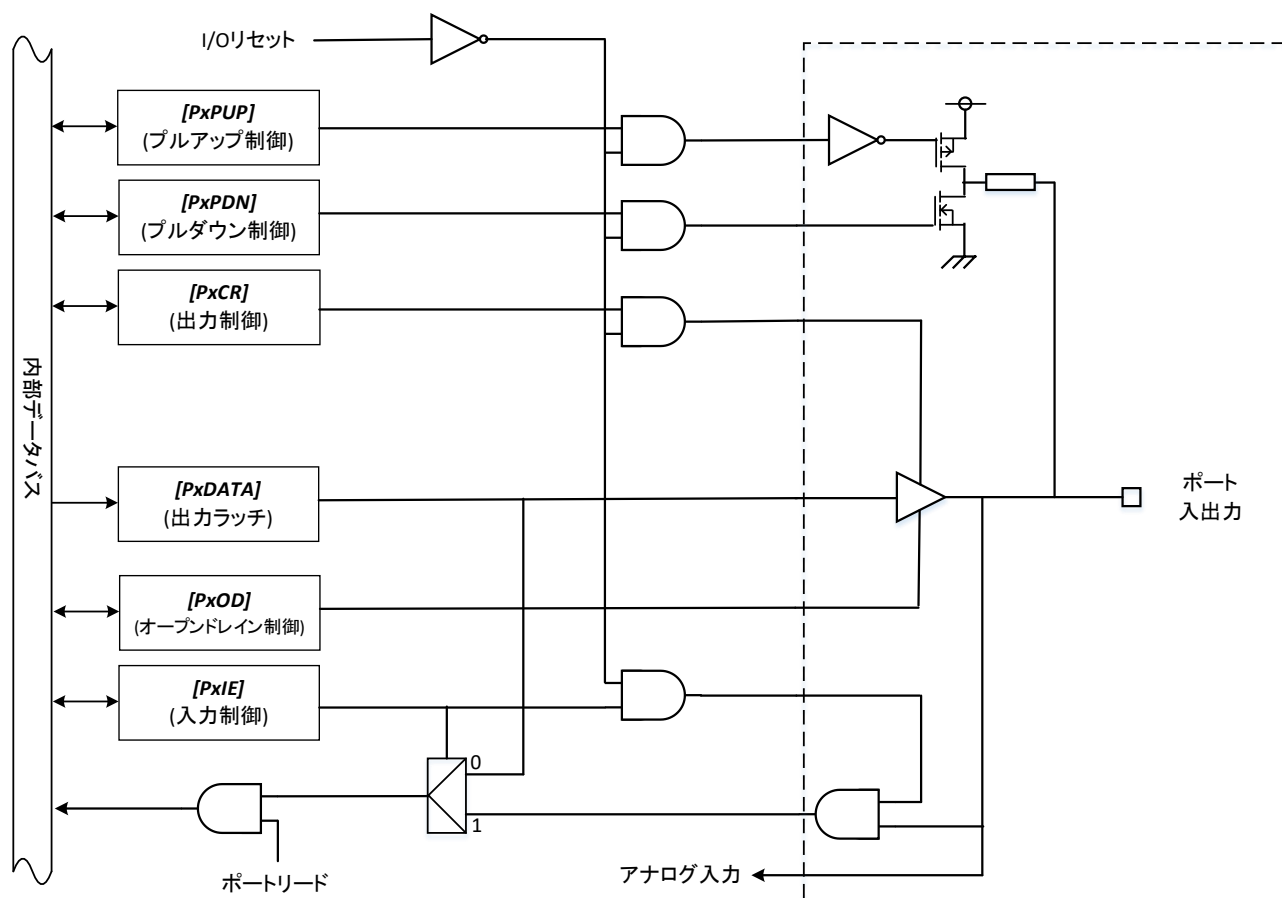 I/Oリセット
[PxPUP]
(プルアップ制御)
[PxPDN]
(プルダウン制御)
[PxCR]
(出力制御)
内部データバス
[PxDATA]
(出力ラッチ)
ポート
入出力
[PxOD]
(オープンドレイン制御)
[PxIE]
(入力制御)
0
1
ポートリード
アナログ入力